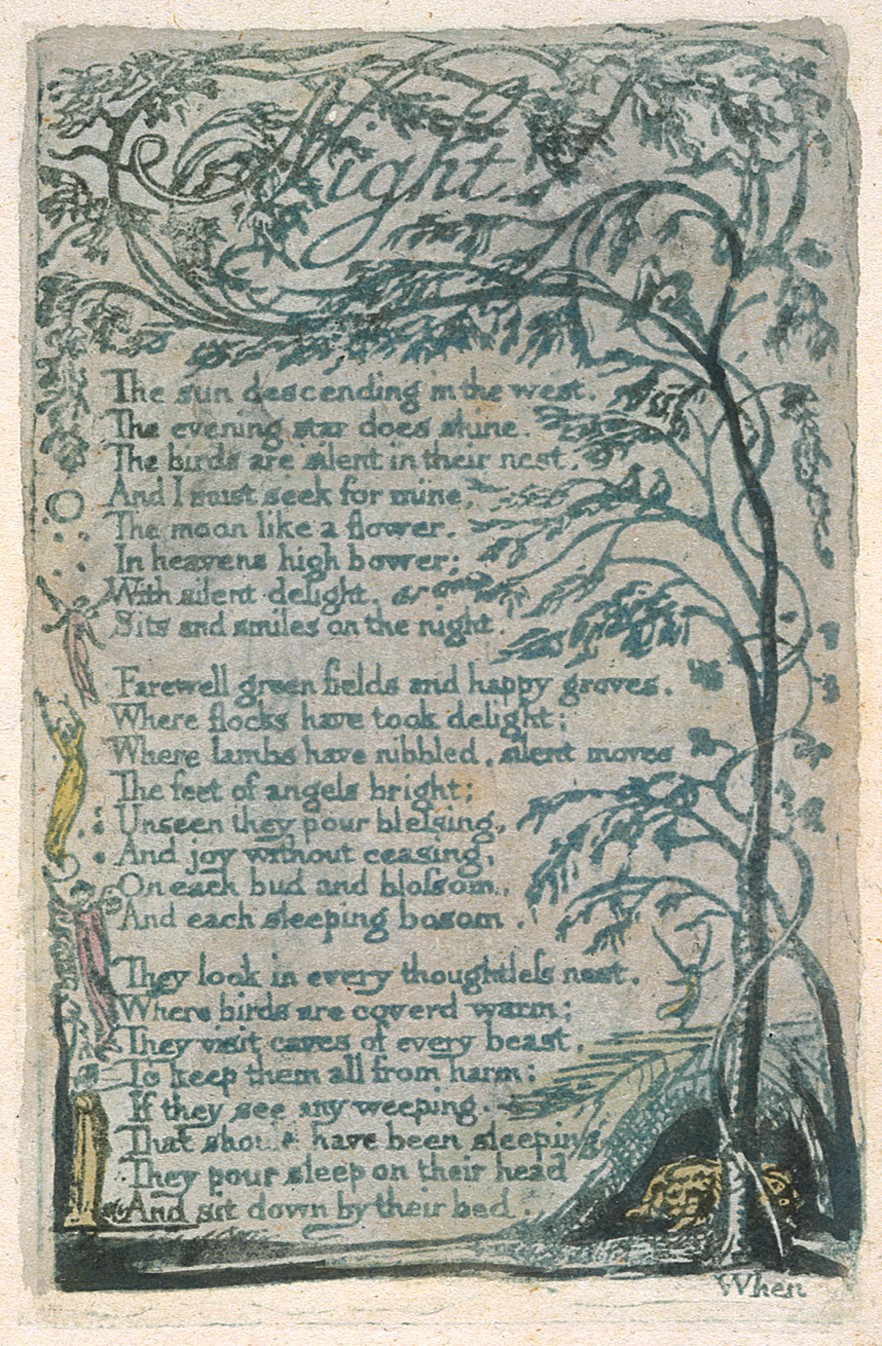 Night
The sun descending in the west.
The evening star does shine.
The birds are silent in their nest,
And I must seek for mine,
The moon like a flower,
In heavens high bower;
With silent delight,
Sits and smiles on the night.
Farewell green fields and happy groves,
Where flocks have took delight;
Where lambs have nibbled, silent moves
The feet of angels bright;
Unseen they pour bleſsing,
And joy without ceasing,
On each bud and bloſsom,
And each sleeping bosom.
They look in every thoughtleſs nest,
Where birds are coverd warm;
They visit caves of every beast,
To keep them all from harm;
If they see any weeping,
That should have been sleeping
They pour sleep on their head
And sit down by their bed.
When